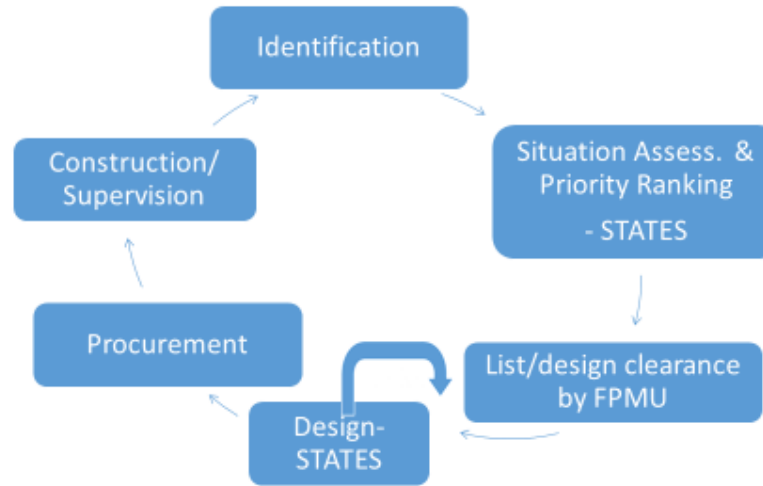 Identification
Situation Assess. &
Priority Ranking
- STATES
List/design clearance
by FPMU
Design-
STATES
Procurement
Construction/
Supervision